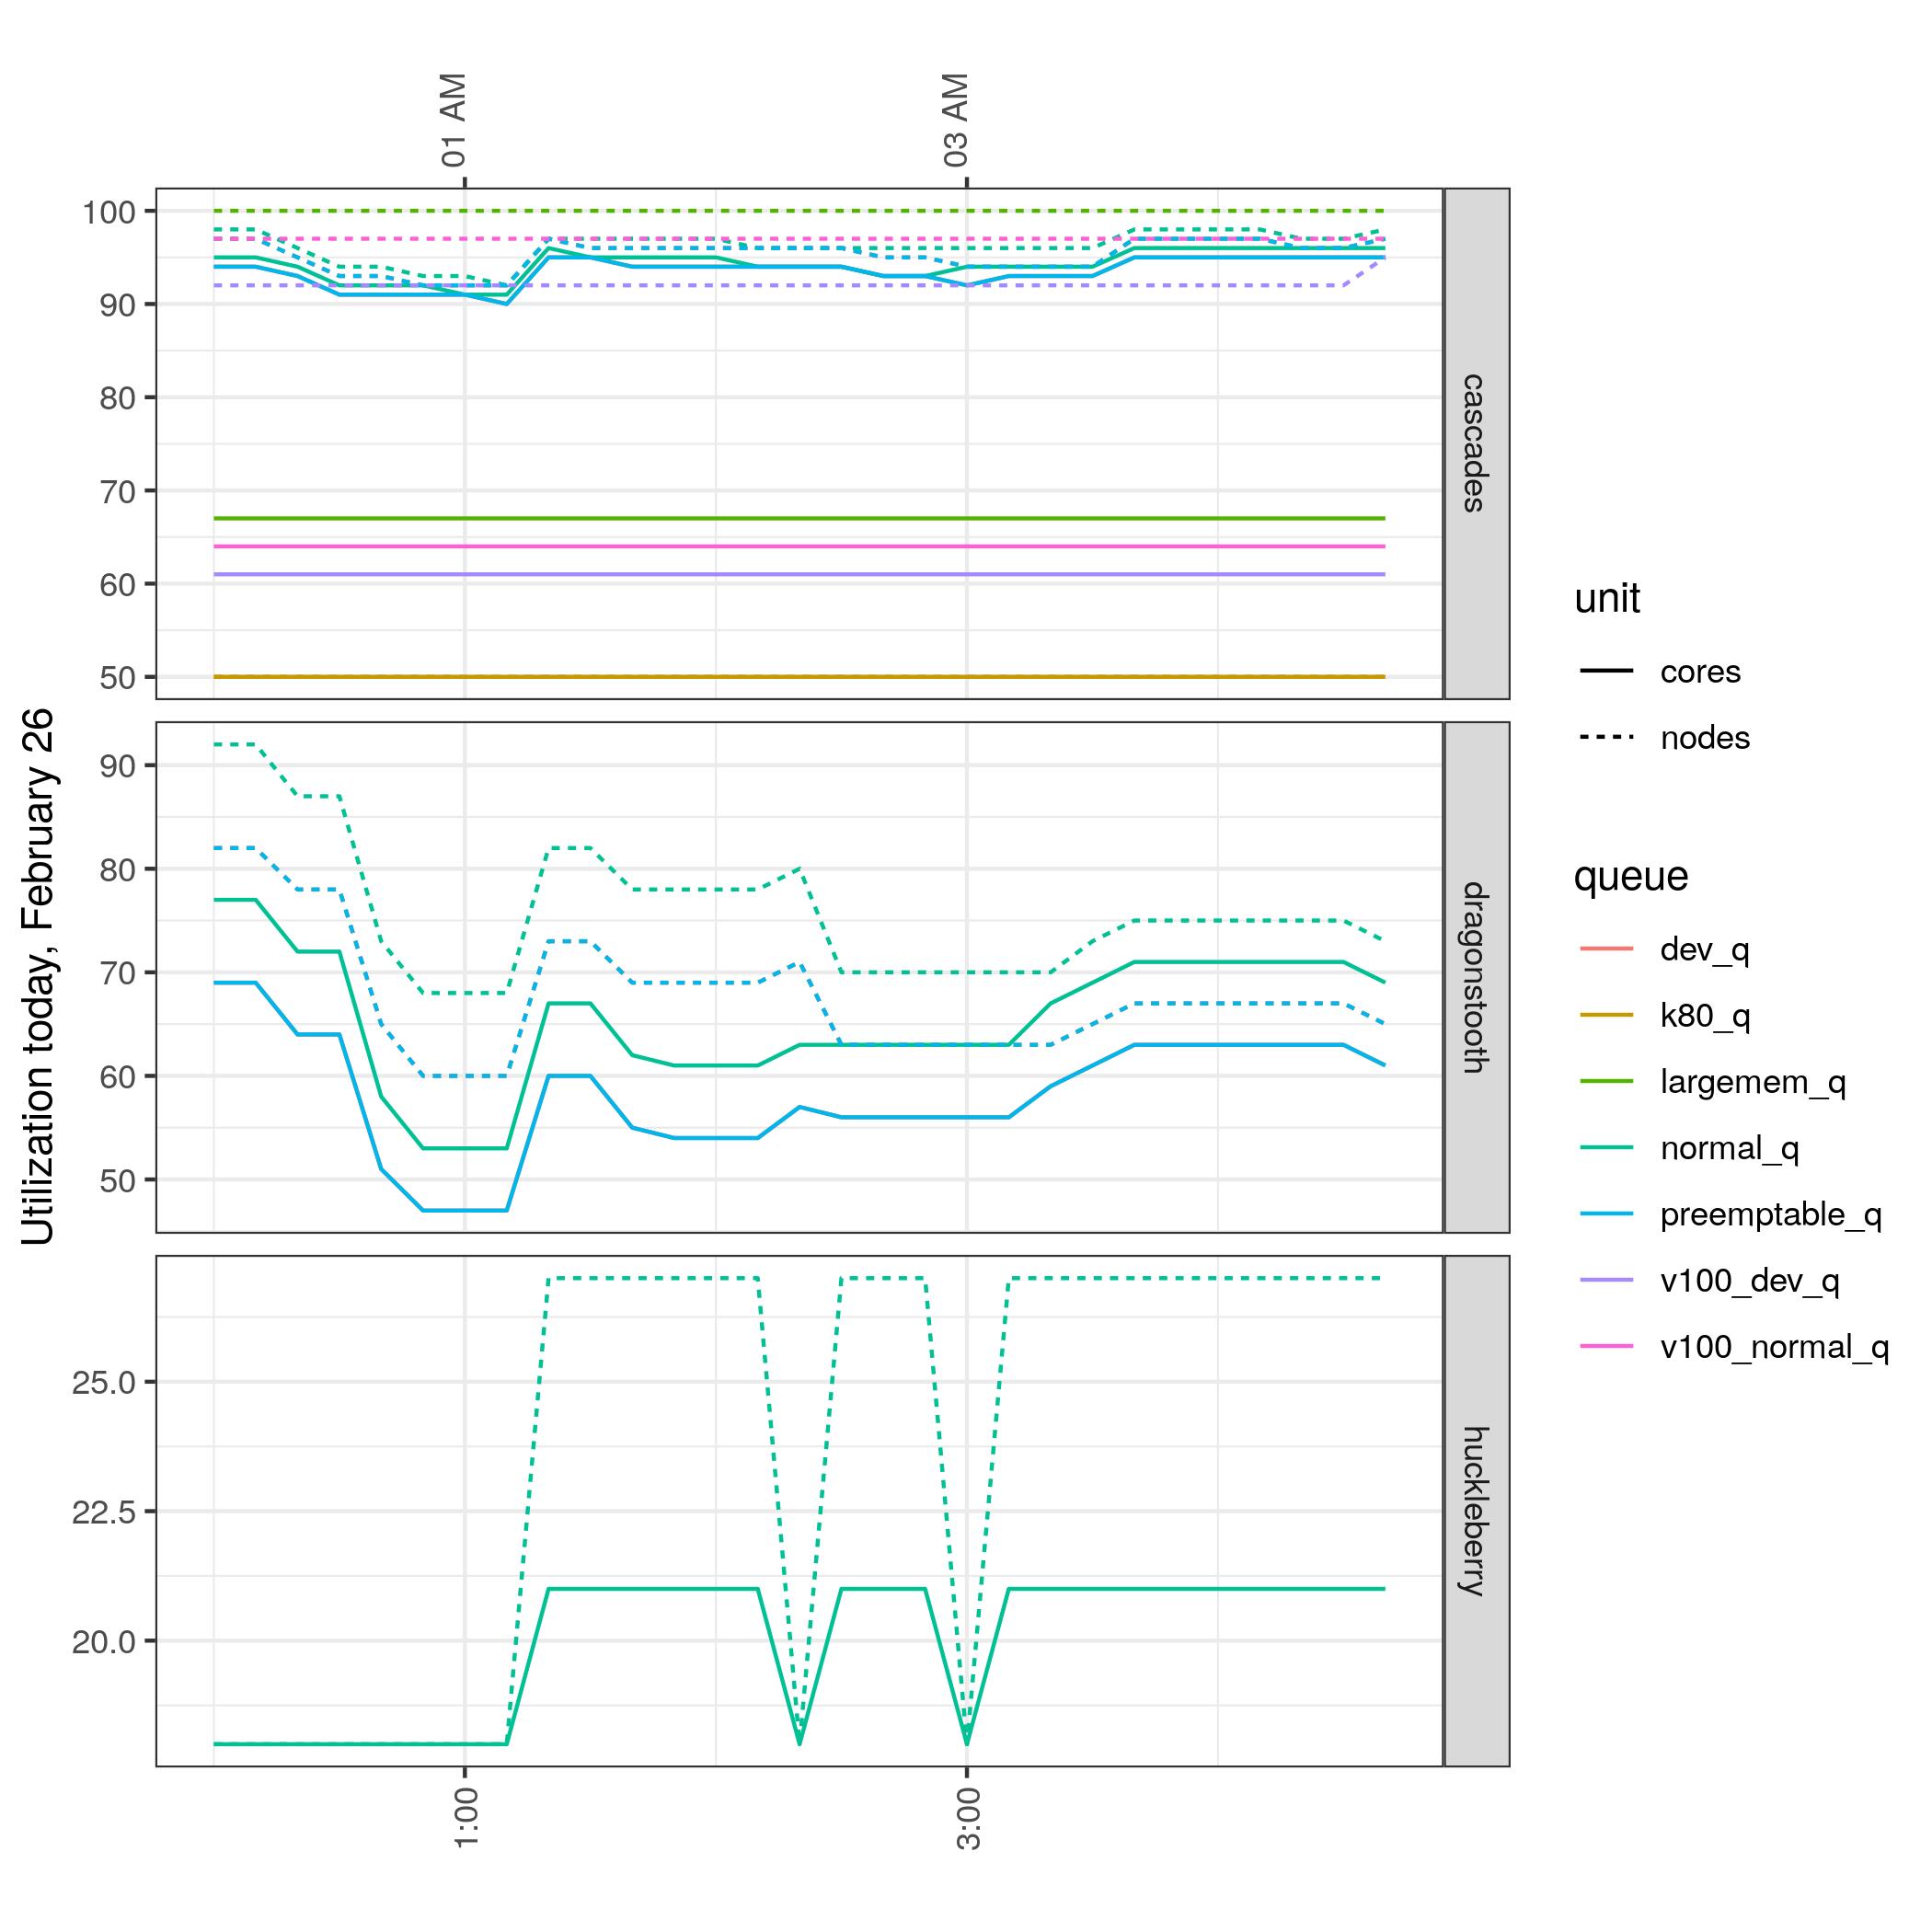 01 AM
03 AM
Utilization today, February 26
100
90
80
70
60
50
cascades
90
80
70
60
50
dragonstooth
25.0
22.5
20.0
huckleberry
1:00
3:00
unit
cores
nodes
queue
dev_q
k80_q
largemem_q
normal_q
preemptable_q
v100_dev_q
v100_normal_q